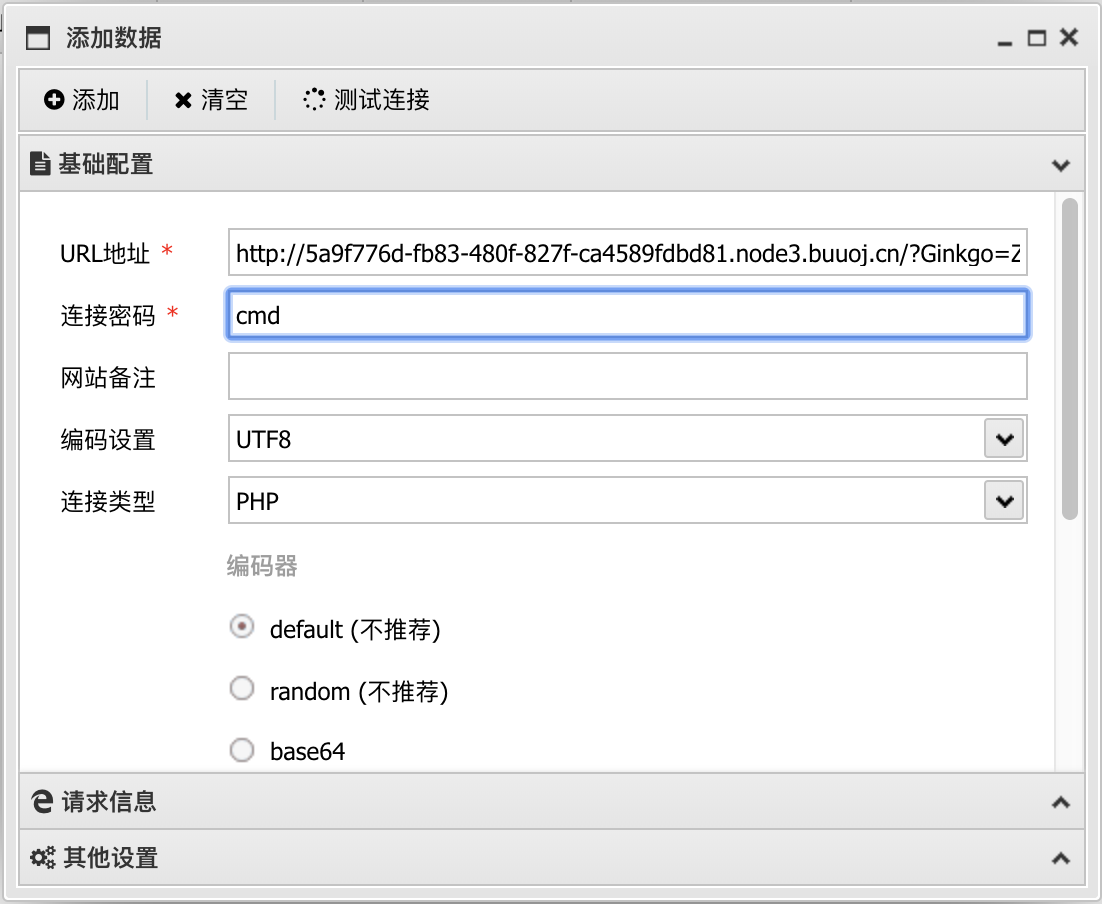 添加数据
添加 清空 测试连接
基础配置
URL地址 * http://5a9f776d-fb83-480f-827f-ca4589fdbd81.node3.buuoj.cn/?Ginkgo=Z
连接密码 * cmd
网站备注
编码设置 UTF8
连接类型 PHP
编码器
default (不推荐)
random (不推荐)
base64
请求信息
其他设置